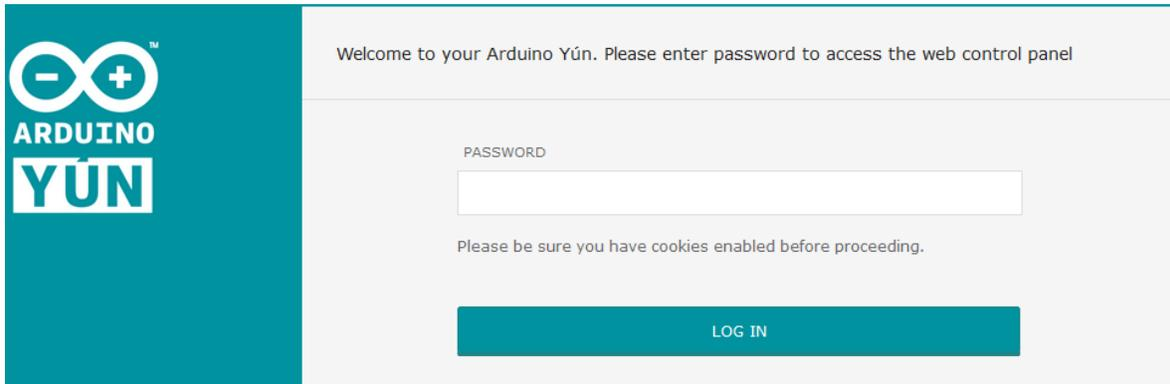 ™
ARDUINO
YÚN
Welcome to your Arduino Yún. Please enter password to access the web control panel
PASSWORD
Please be sure you have cookies enabled before proceeding.
LOG IN